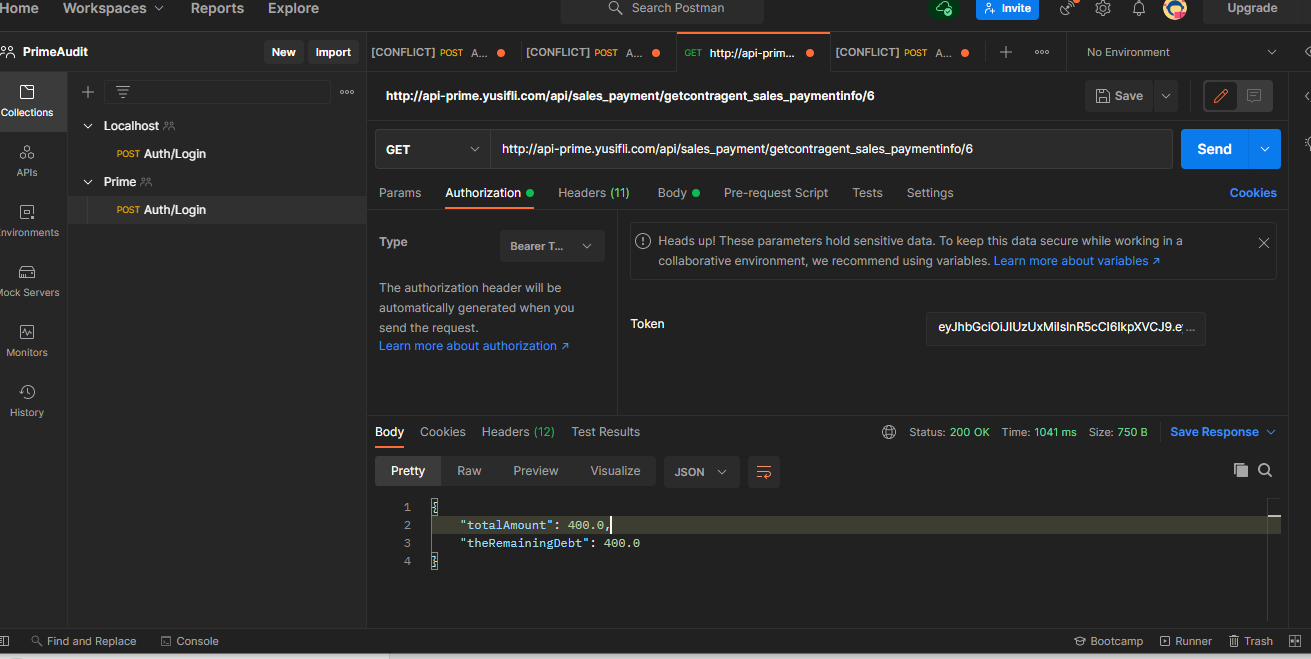 Home Workspaces Reports Explore Search Postman Invite Upgrade
PrimeAudit New Import [CONFLICT] POST A... [CONFLICT] POST A... GET http://api-prim... [CONFLICT] POST A... No Environment
Collections
APIs
nvironments
Mock Servers
Monitors
History
Localhost
POST Auth/Login
Prime
POST Auth/Login
http://api-prime.yusifli.com/api/sales_payment/getcontragent_sales_paymentinfo/6 Save
GET http://api-prime.yusifli.com/api/sales_payment/getcontragent_sales_paymentinfo/6 Send
Params Authorization Headers (11) Body Pre-request Script Tests Settings Cookies
Type Bearer T...
The authorization header will be
automatically generated when you
send the request.
Learn more about authorization ↗
Heads up! These parameters hold sensitive data. To keep this data secure while working in a
collaborative environment, we recommend using variables. Learn more about variables ↗
Token eyJhbGciOiJIUzUxMiIsInR5cCI6IkpXVCJ9.e...
Body Cookies Headers (12) Test Results Status: 200 OK Time: 1041 ms Size: 750 B Save Response
Pretty Raw Preview Visualize JSON
1 {
2 "totalAmount": 400.0,
3 "theRemainingDebt": 400.0
4 }
Find and Replace Console Bootcamp Runner Trash